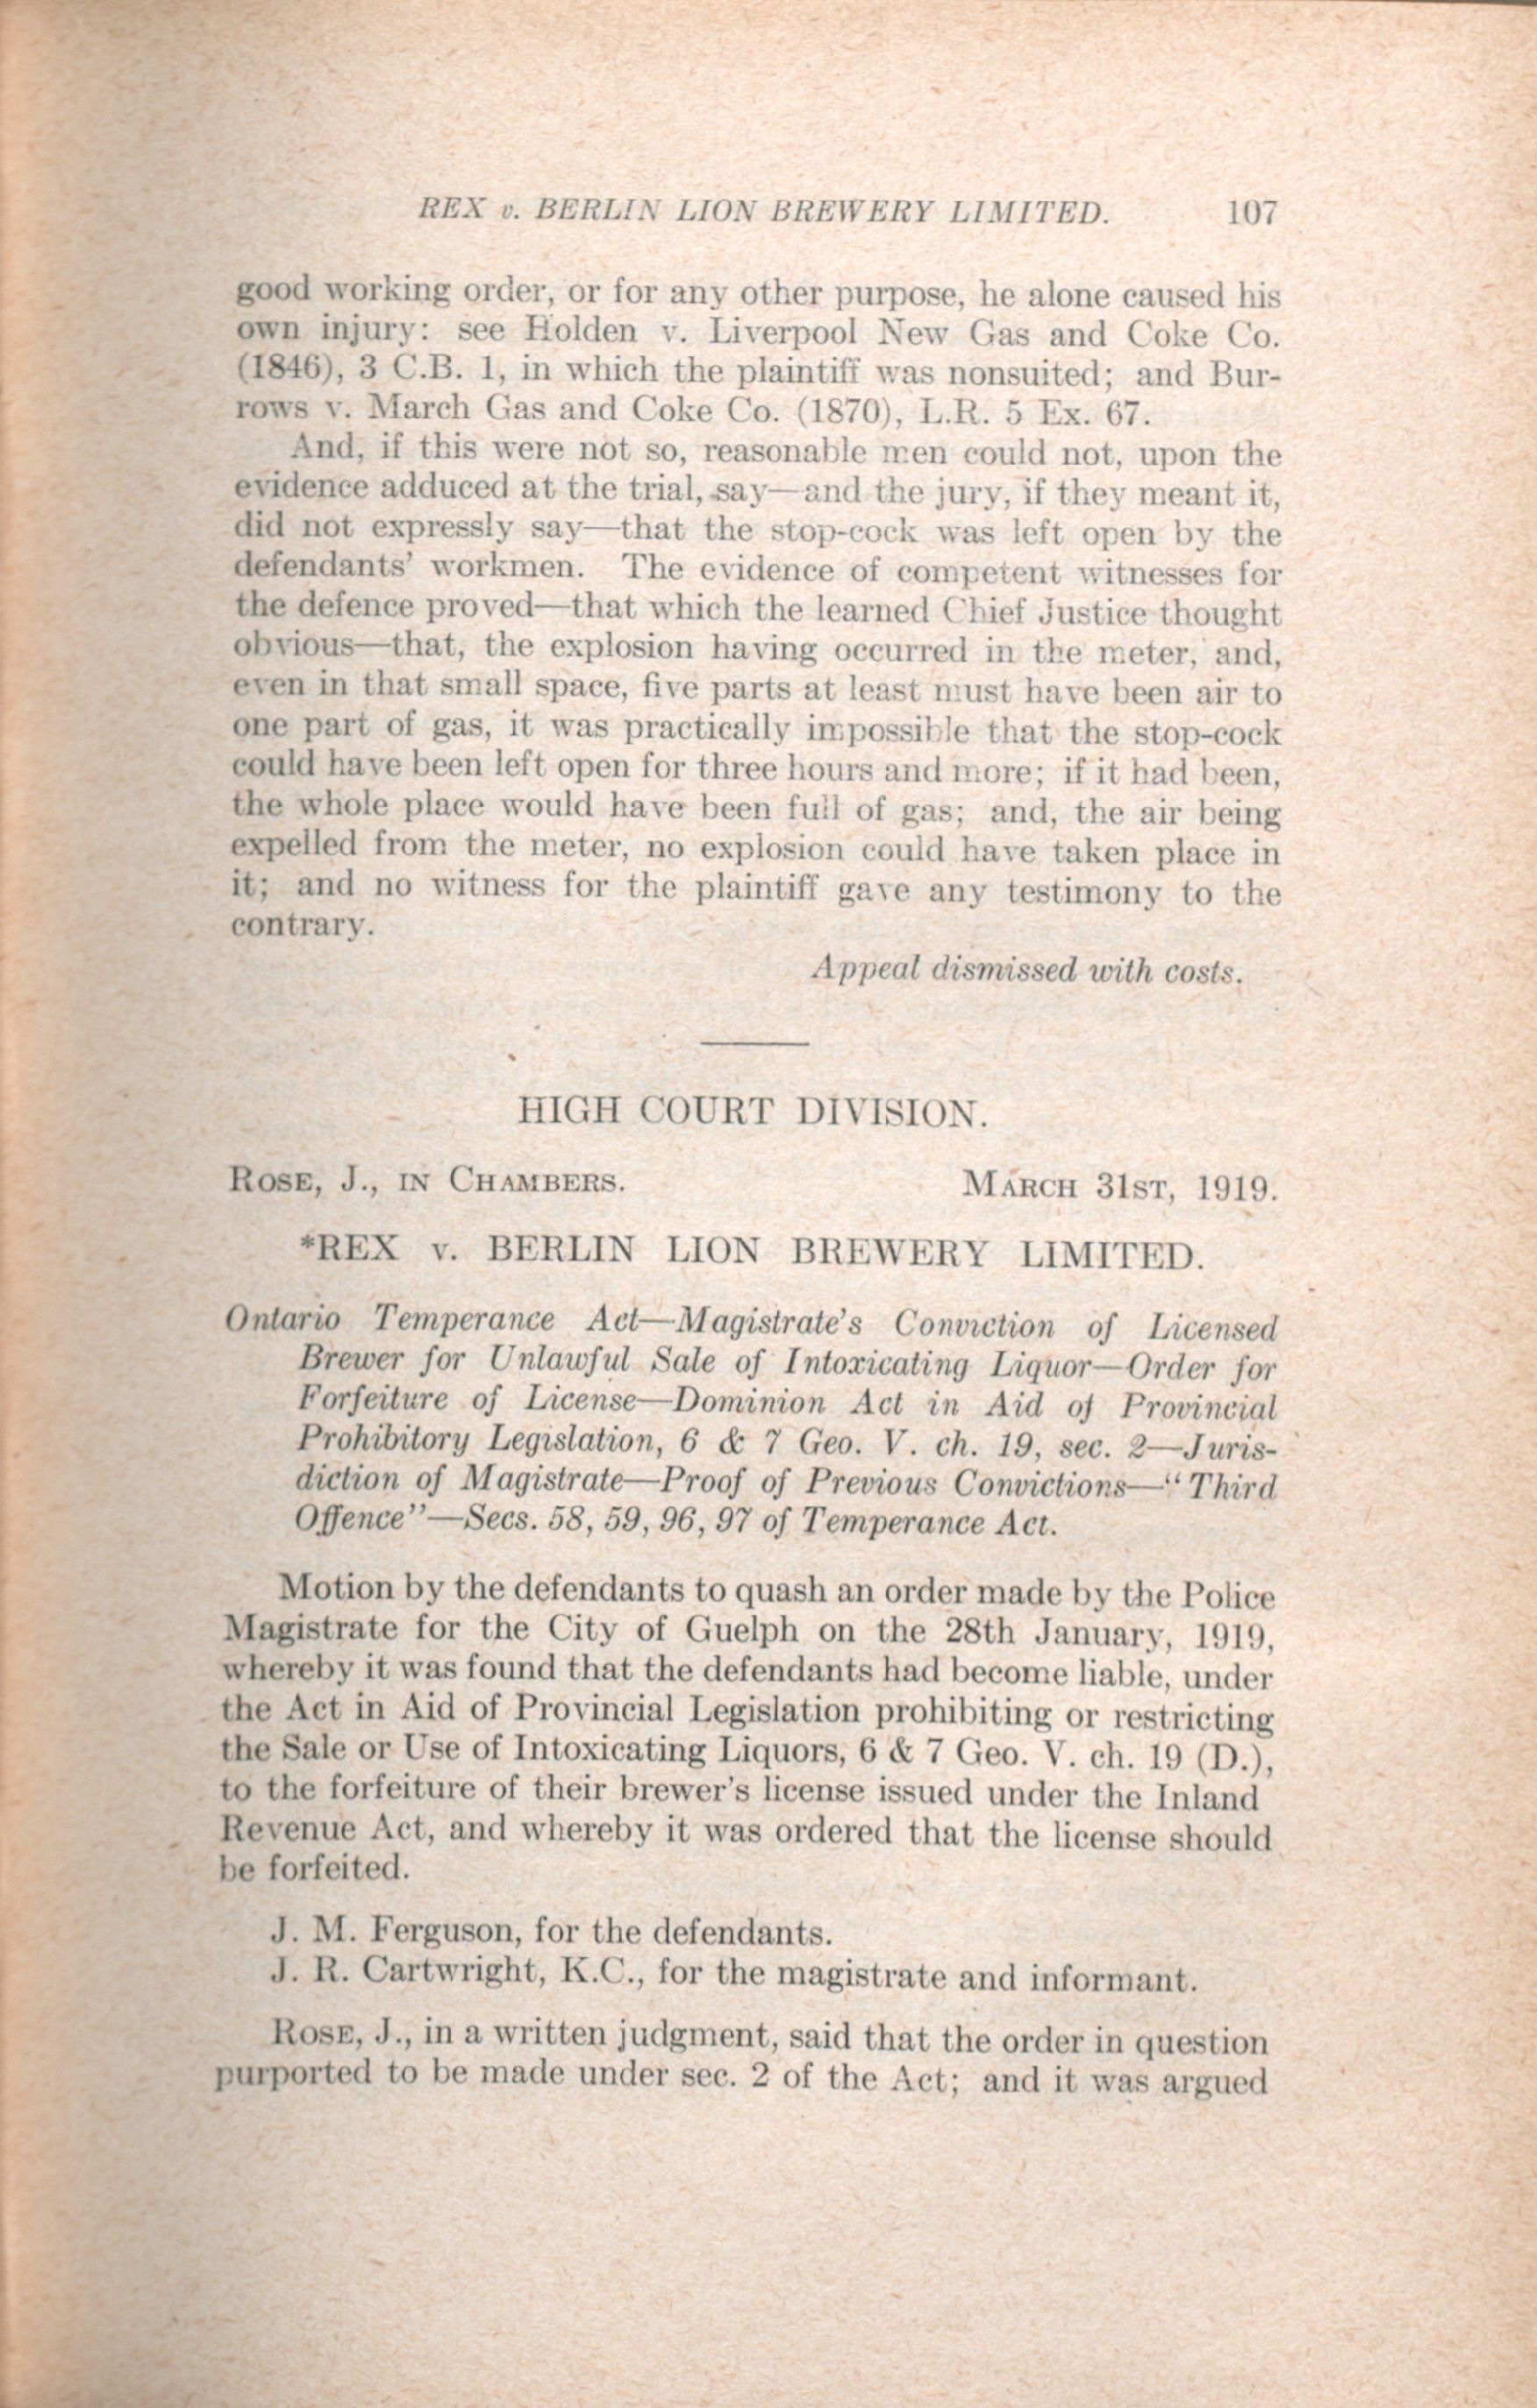 REX v. BERLIN LION BREWERY LIMITED. 107
good working order, or for any other purpose, he alone caused his
own injury: see Holden v. Liverpool New Gas and Coke Co.
(1846), 3 C.B. 1, in which the plaintiff was nonsuited; and Bur-
rows v. March Gas and Coke Co. (1870), L.R. 5 Ex. 67.
And, if this were not so, reasonable men could not, upon the
evidence adduced at the trial, say—and the jury, if they meant it,
did not expressly say—that the stop-cock was left open by the
defendants' workmen. The evidence of competent witnesses for
the defence proved—that which the learned Chief Justice thought
obvious—that, the explosion having occurred in the meter, and,
even in that small space, five parts at least must have been air to
one part of gas, it was practically impossible that the stop-cock
could have been left open for three hours and more; if it had been,
the whole place would have been full of gas; and, the air being
expelled from the meter, no explosion could have taken place in
it; and no witness for the plaintiff gave any testimony to the
contrary.
Appeal dismissed with costs.
HIGH COURT DIVISION.
ROSE, J., IN CHAMBERS. MARCH 31ST, 1919.
*REX v. BERLIN LION BREWERY LIMITED.
Ontario Temperance Act—Magistrate's Conviction of Licensed
Brewer for Unlawful Sale of Intoxicating Liquor—Order for
Forfeiture of License—Dominion Act in Aid of Provincial
Prohibitory Legislation, 6 & 7 Geo. V. ch. 19, sec. 2—Juris-
diction of Magistrate—Proof of Previous Convictions—"Third
Offence"—Secs. 58, 59, 96, 97 of Temperance Act.
Motion by the defendants to quash an order made by the Police
Magistrate for the City of Guelph on the 28th January, 1919,
whereby it was found that the defendants had become liable, under
the Act in Aid of Provincial Legislation prohibiting or restricting
the Sale or Use of Intoxicating Liquors, 6 & 7 Geo. V. ch. 19 (D.),
to the forfeiture of their brewer's license issued under the Inland
Revenue Act, and whereby it was ordered that the license should
be forfeited.
J. M. Ferguson, for the defendants.
J. R. Cartwright, K.C., for the magistrate and informant.
ROSE, J., in a written judgment, said that the order in question
purported to be made under sec. 2 of the Act; and it was argued